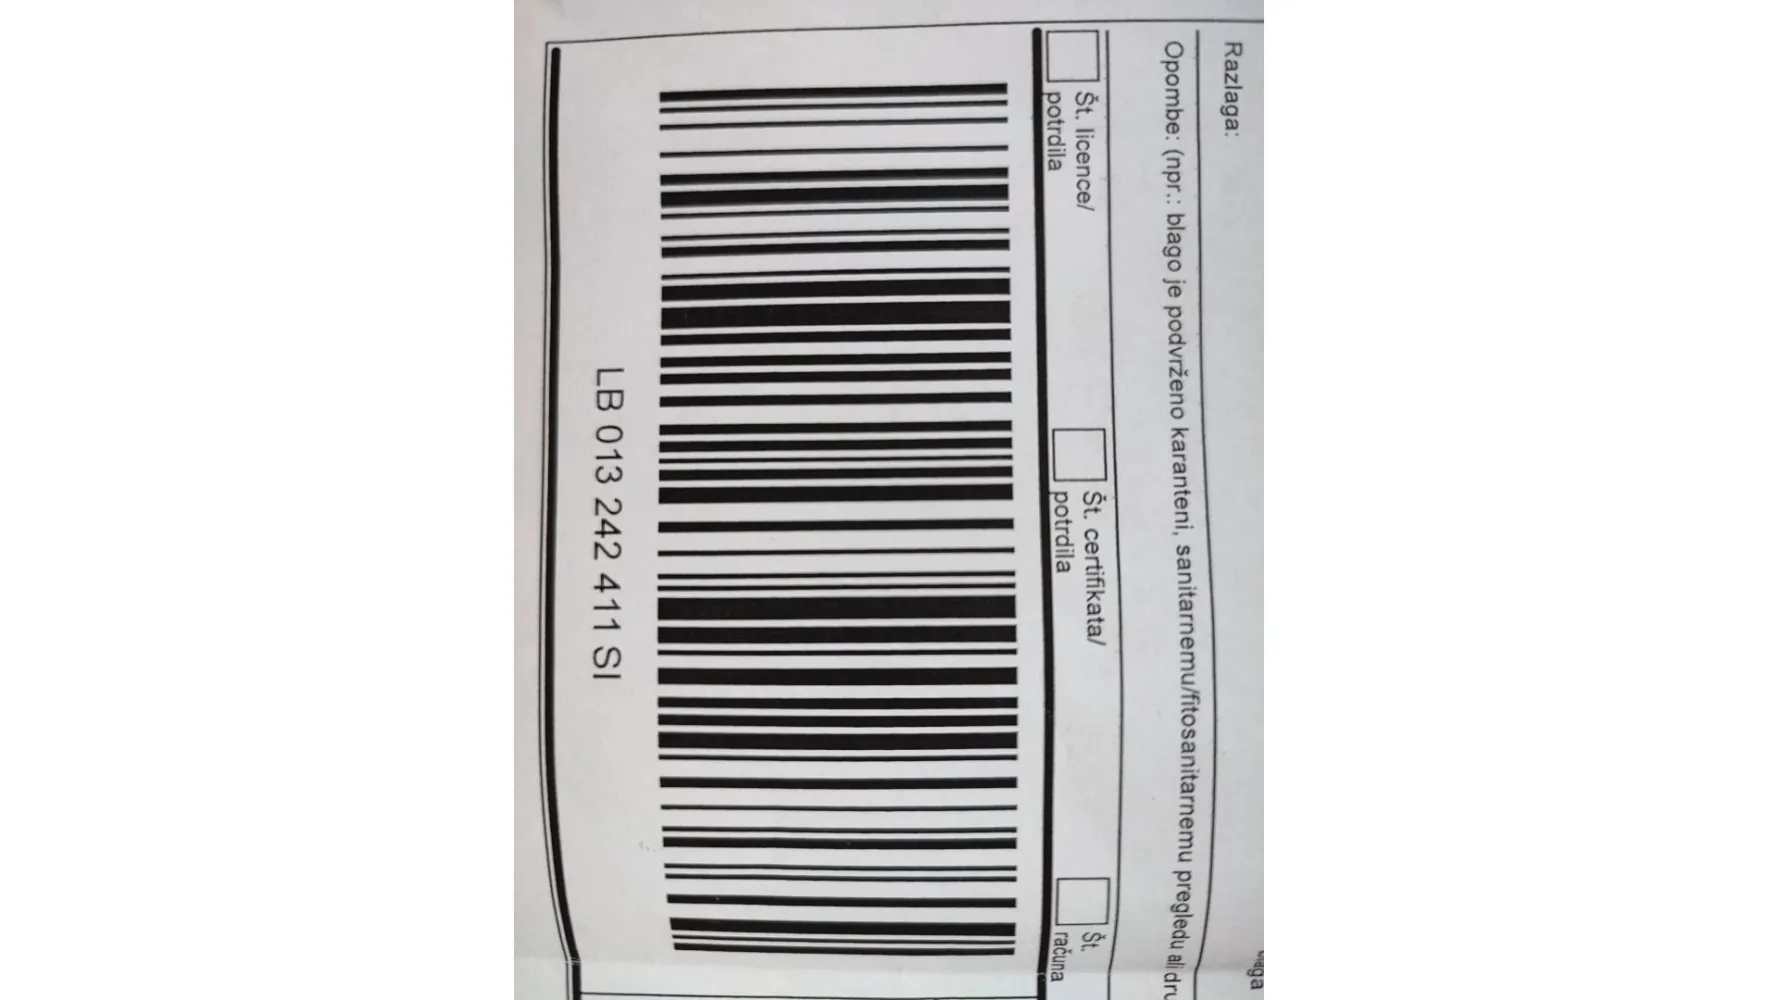 Razlaga:
Opombe: (npr.: blago je podvrženo karanteni, sanitarnemu/fitosanitarnemu pregledu ali dru
Št. licence/
potrdila
Št. certifikata/
potrdila
Št.
računa
LB 013 242 411 SI